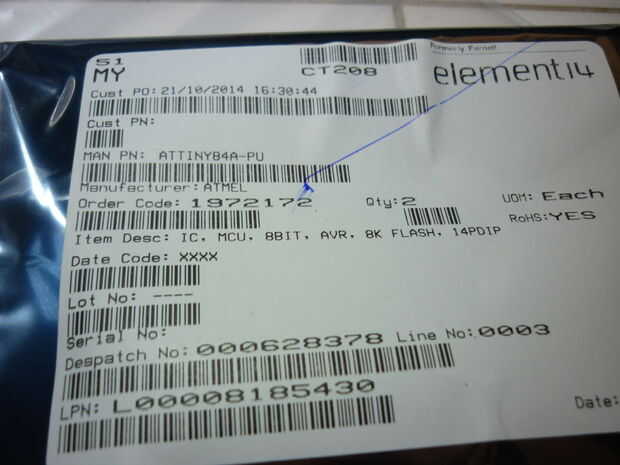 51
MY
CT208
Formerly Farnell
element14
Cust PO: 21/10/2014 16:30:44
Cust PN:
MAN PN: ATTINY84A-PU
Manufacturer: ATMEL
Order Code: 1972172 Qty: 2 UOM: Each
RoHS: YES
Item Desc: IC, MCU, 8BIT, AVR, 8K FLASH, 14PDIP
Date Code: XXXX
Lot No: ----
Serial No:
Despatch No: 000628378 Line No: 0003
LPN: L00008185430
Date: